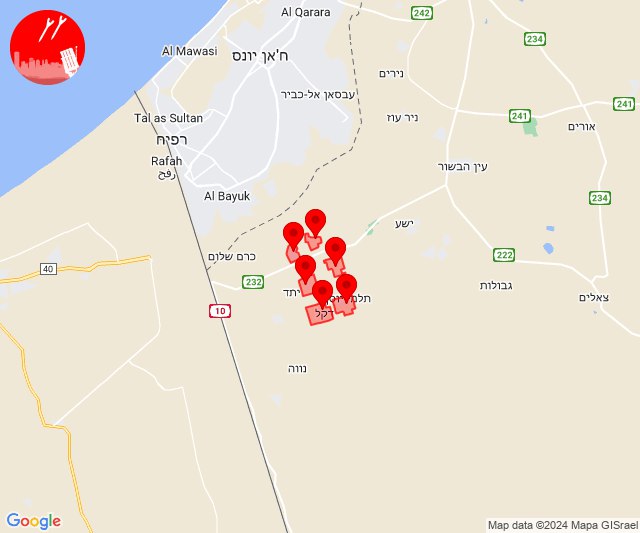 Al Qarara
242
234
Al Mawasi
ח'אן יונס
נירים
עבסאן אל-כביר
241
Tal as Sultan
ניר עוז
241
אורים
רפיח
Rafah
رفح
עין הבשור
Al Bayuk
234
ישע
כרם שלום
222
40
232
יתד
גבולות
תלמי יוסף
צאלים
10
דקל
נווה
Google
Map data ©2024 Mapa GISrael